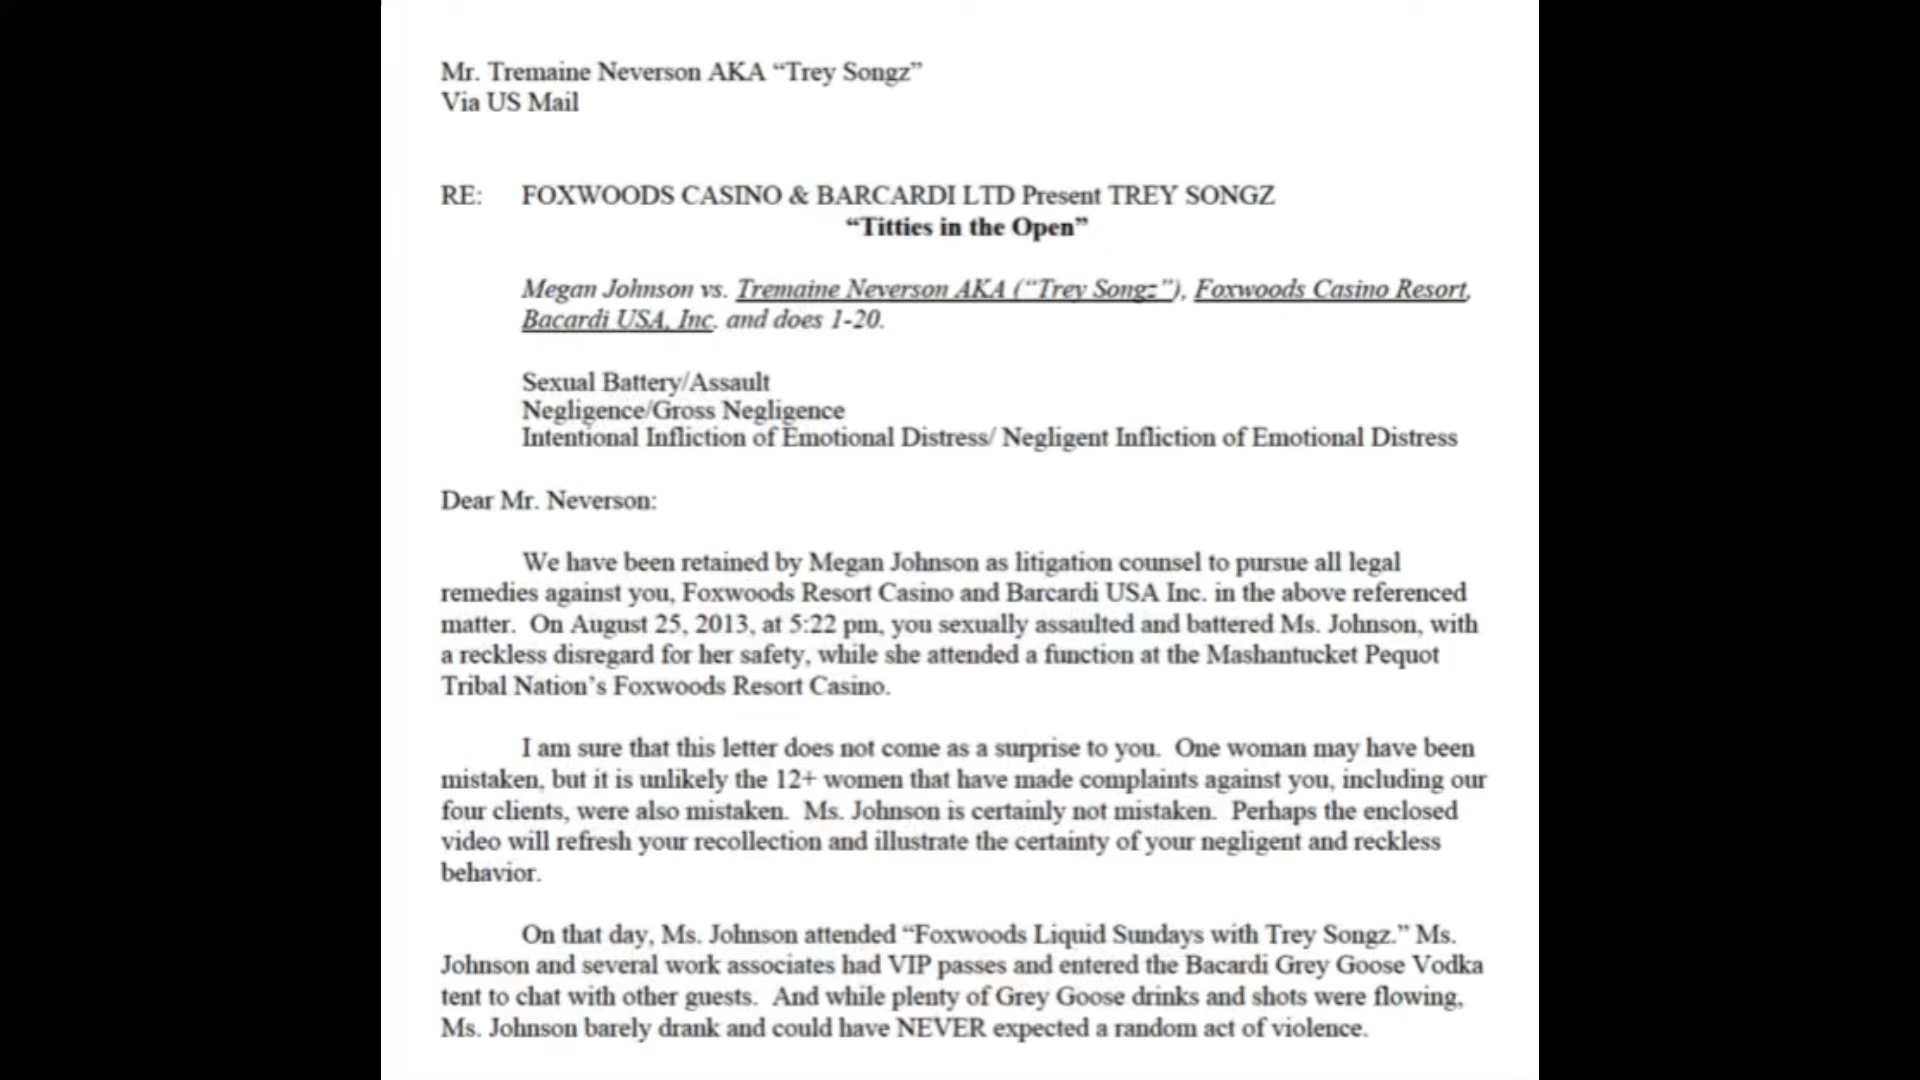 Mr. Tremaine Neverson AKA “Trey Songz”
Via US Mail
RE: FOXWOODS CASINO & BARCARDI LTD Present TREY SONGZ
“Titties in the Open”
Megan Johnson vs. Tremaine Neverson AKA (“Trey Songz”), Foxwoods Casino Resort,
Bacardi USA, Inc. and does 1-20.
Sexual Battery/Assault
Negligence/Gross Negligence
Intentional Infliction of Emotional Distress/ Negligent Infliction of Emotional Distress
Dear Mr. Neverson:
We have been retained by Megan Johnson as litigation counsel to pursue all legal
remedies against you, Foxwoods Resort Casino and Barcardi USA Inc. in the above referenced
matter. On August 25, 2013, at 5:22 pm, you sexually assaulted and battered Ms. Johnson, with
a reckless disregard for her safety, while she attended a function at the Mashantucket Pequot
Tribal Nation’s Foxwoods Resort Casino.
I am sure that this letter does not come as a surprise to you. One woman may have been
mistaken, but it is unlikely the 12+ women that have made complaints against you, including our
four clients, were also mistaken. Ms. Johnson is certainly not mistaken. Perhaps the enclosed
video will refresh your recollection and illustrate the certainty of your negligent and reckless
behavior.
On that day, Ms. Johnson attended “Foxwoods Liquid Sundays with Trey Songz.” Ms.
Johnson and several work associates had VIP passes and entered the Bacardi Grey Goose Vodka
tent to chat with other guests. And while plenty of Grey Goose drinks and shots were flowing,
Ms. Johnson barely drank and could have NEVER expected a random act of violence.